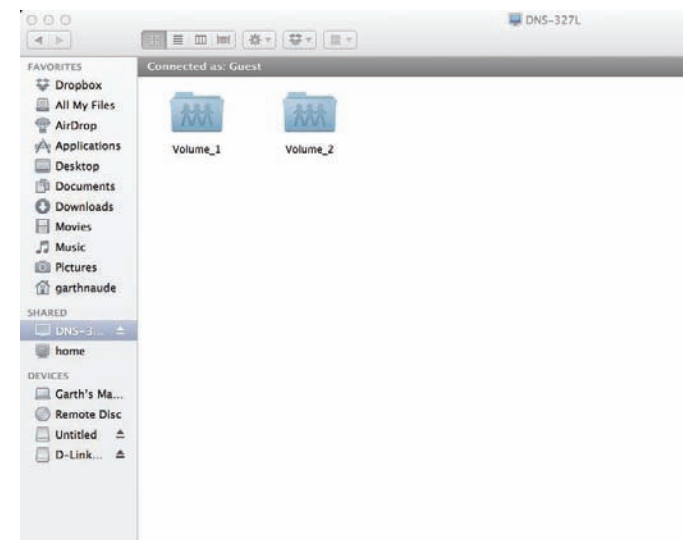 DNS-327L
FAVORITES
Dropbox
All My Files
AirDrop
Applications
Desktop
Documents
Downloads
Movies
Music
Pictures
garthnaude
SHARED
DNS-3...
home
DEVICES
Garth's Ma...
Remote Disc
Untitled
D-Link...
Connected as: Guest
Volume_1
Volume_2